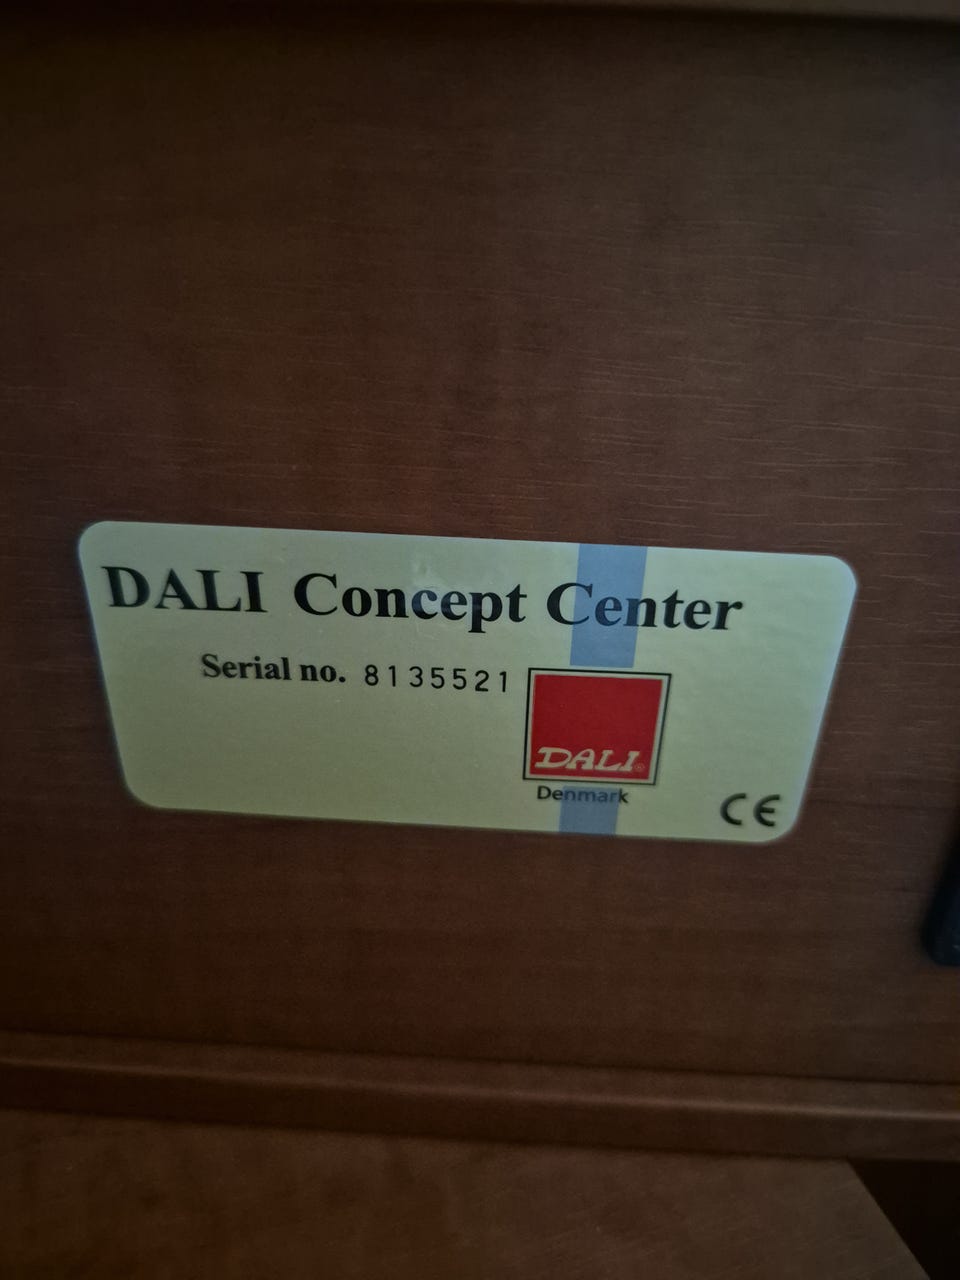 DALI Concept Center
Serial no. 8135521
DALI®
Denmark
CE